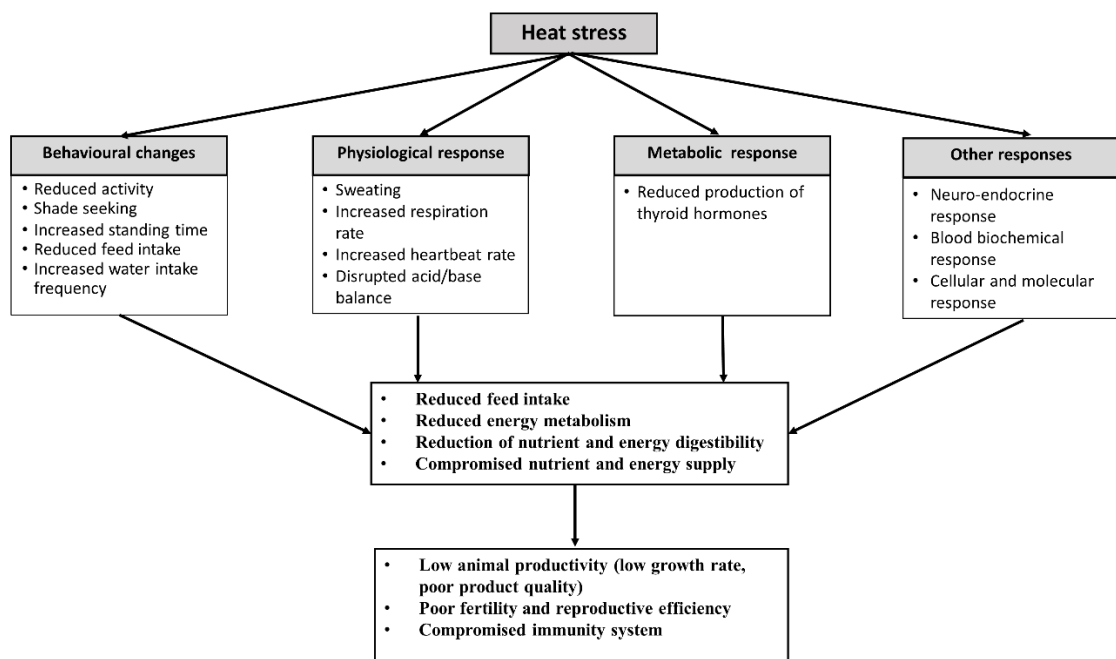 Heat stress
Behavioural changes
• Reduced activity
• Shade seeking
• Increased standing time
• Reduced feed intake
• Increased water intake
frequency
Physiological response
• Sweating
• Increased respiration
rate
• Increased heartbeat rate
• Disrupted acid/base
balance
Metabolic response
• Reduced production of
thyroid hormones
Other responses
• Neuro-endocrine
response
• Blood biochemical
response
• Cellular and molecular
response
• Reduced feed intake
• Reduced energy metabolism
• Reduction of nutrient and energy digestibility
• Compromised nutrient and energy supply
• Low animal productivity (low growth rate,
poor product quality)
• Poor fertility and reproductive efficiency
• Compromised immunity system